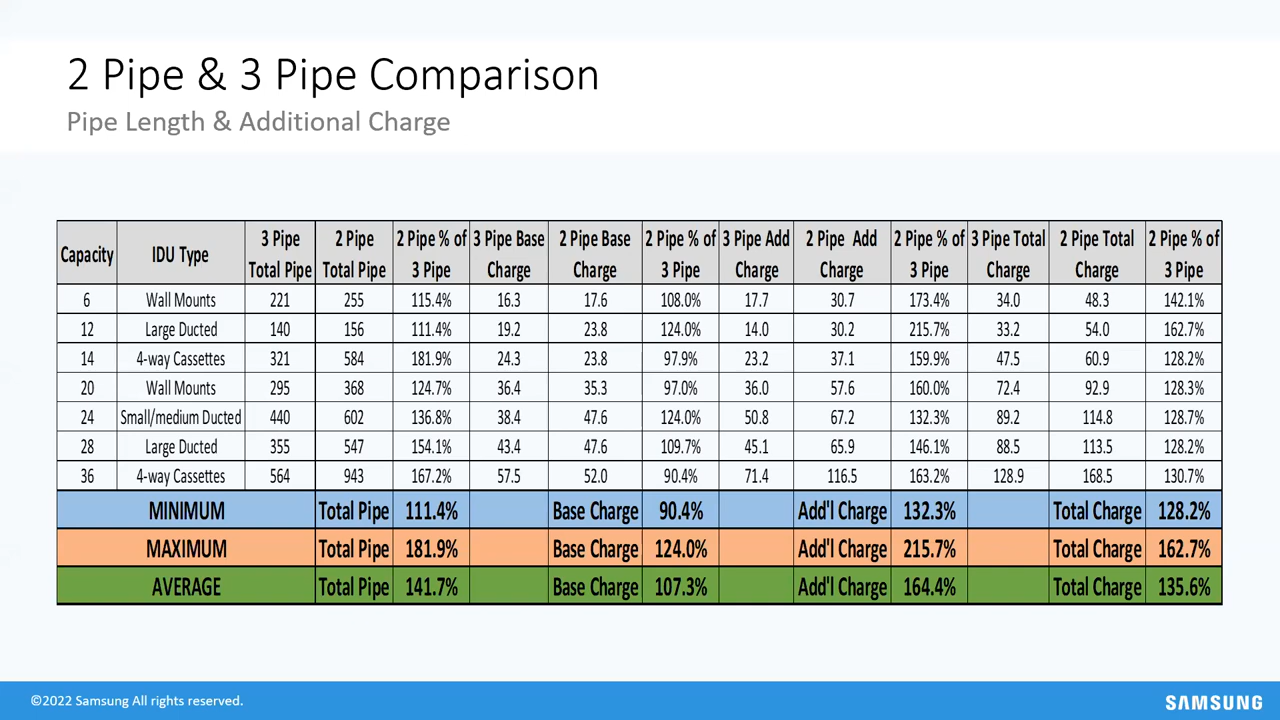 2 Pipe & 3 Pipe Comparison
Pipe Length & Additional Charge
Capacity IDU Type 3 Pipe Total Pipe 2 Pipe Total Pipe 2 Pipe % of 3 Pipe 3 Pipe Base Charge 2 Pipe Base Charge 2 Pipe % of 3 Pipe 3 Pipe Add Charge 2 Pipe Add Charge 2 Pipe % of 3 Pipe 3 Pipe Total Charge 2 Pipe Total Charge 2 Pipe % of 3 Pipe
6 Wall Mounts 221 255 115.4% 16.3 17.6 108.0% 17.7 30.7 173.4% 34.0 48.3 142.1%
12 Large Ducted 140 156 111.4% 19.2 23.8 124.0% 14.0 30.2 215.7% 33.2 54.0 162.7%
14 4-way Cassettes 321 584 181.9% 24.3 23.8 97.9% 23.2 37.1 159.9% 47.5 60.9 128.2%
20 Wall Mounts 295 368 124.7% 36.4 35.3 97.0% 36.0 57.6 160.0% 72.4 92.9 128.3%
24 Small/medium Ducted 440 602 136.8% 38.4 47.6 124.0% 50.8 67.2 132.3% 89.2 114.8 128.7%
28 Large Ducted 355 547 154.1% 43.4 47.6 109.7% 45.1 65.9 146.1% 88.5 113.5 128.2%
36 4-way Cassettes 564 943 167.2% 57.5 52.0 90.4% 71.4 116.5 163.2% 128.9 168.5 130.7%
MINIMUM Total Pipe 111.4% Base Charge 90.4% Add'l Charge 132.3% Total Charge 128.2%
MAXIMUM Total Pipe 181.9% Base Charge 124.0% Add'l Charge 215.7% Total Charge 162.7%
AVERAGE Total Pipe 141.7% Base Charge 107.3% Add'l Charge 164.4% Total Charge 135.6%
©2022 Samsung All rights reserved.
SAMSUNG